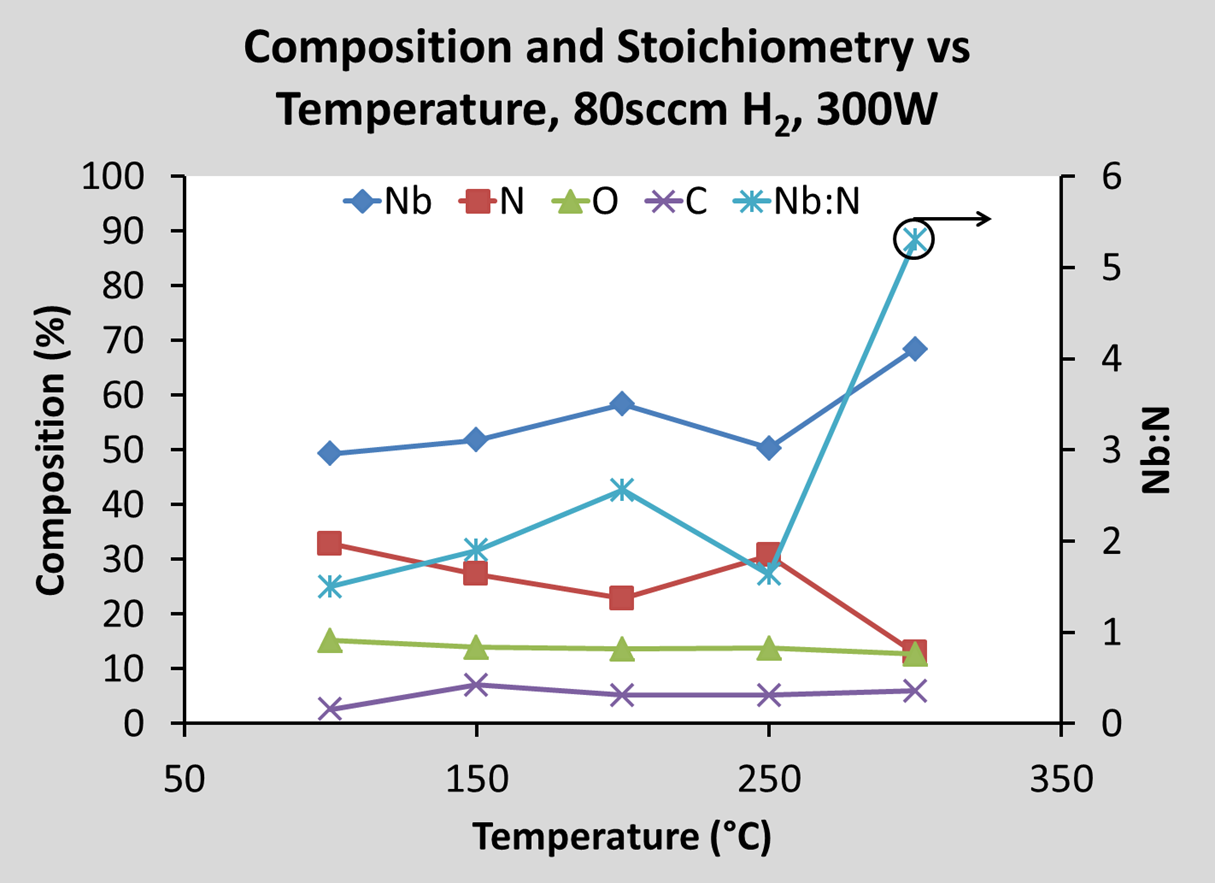 Composition and Stoichiometry vs
Temperature, 80sccm H₂, 300W
Nb N O C Nb:N
100
90
80
70
60
50
40
30
20
10
0
Composition (%)
6
5
4
3
2
1
0
Nb:N
50 150 250 350
Temperature (°C)